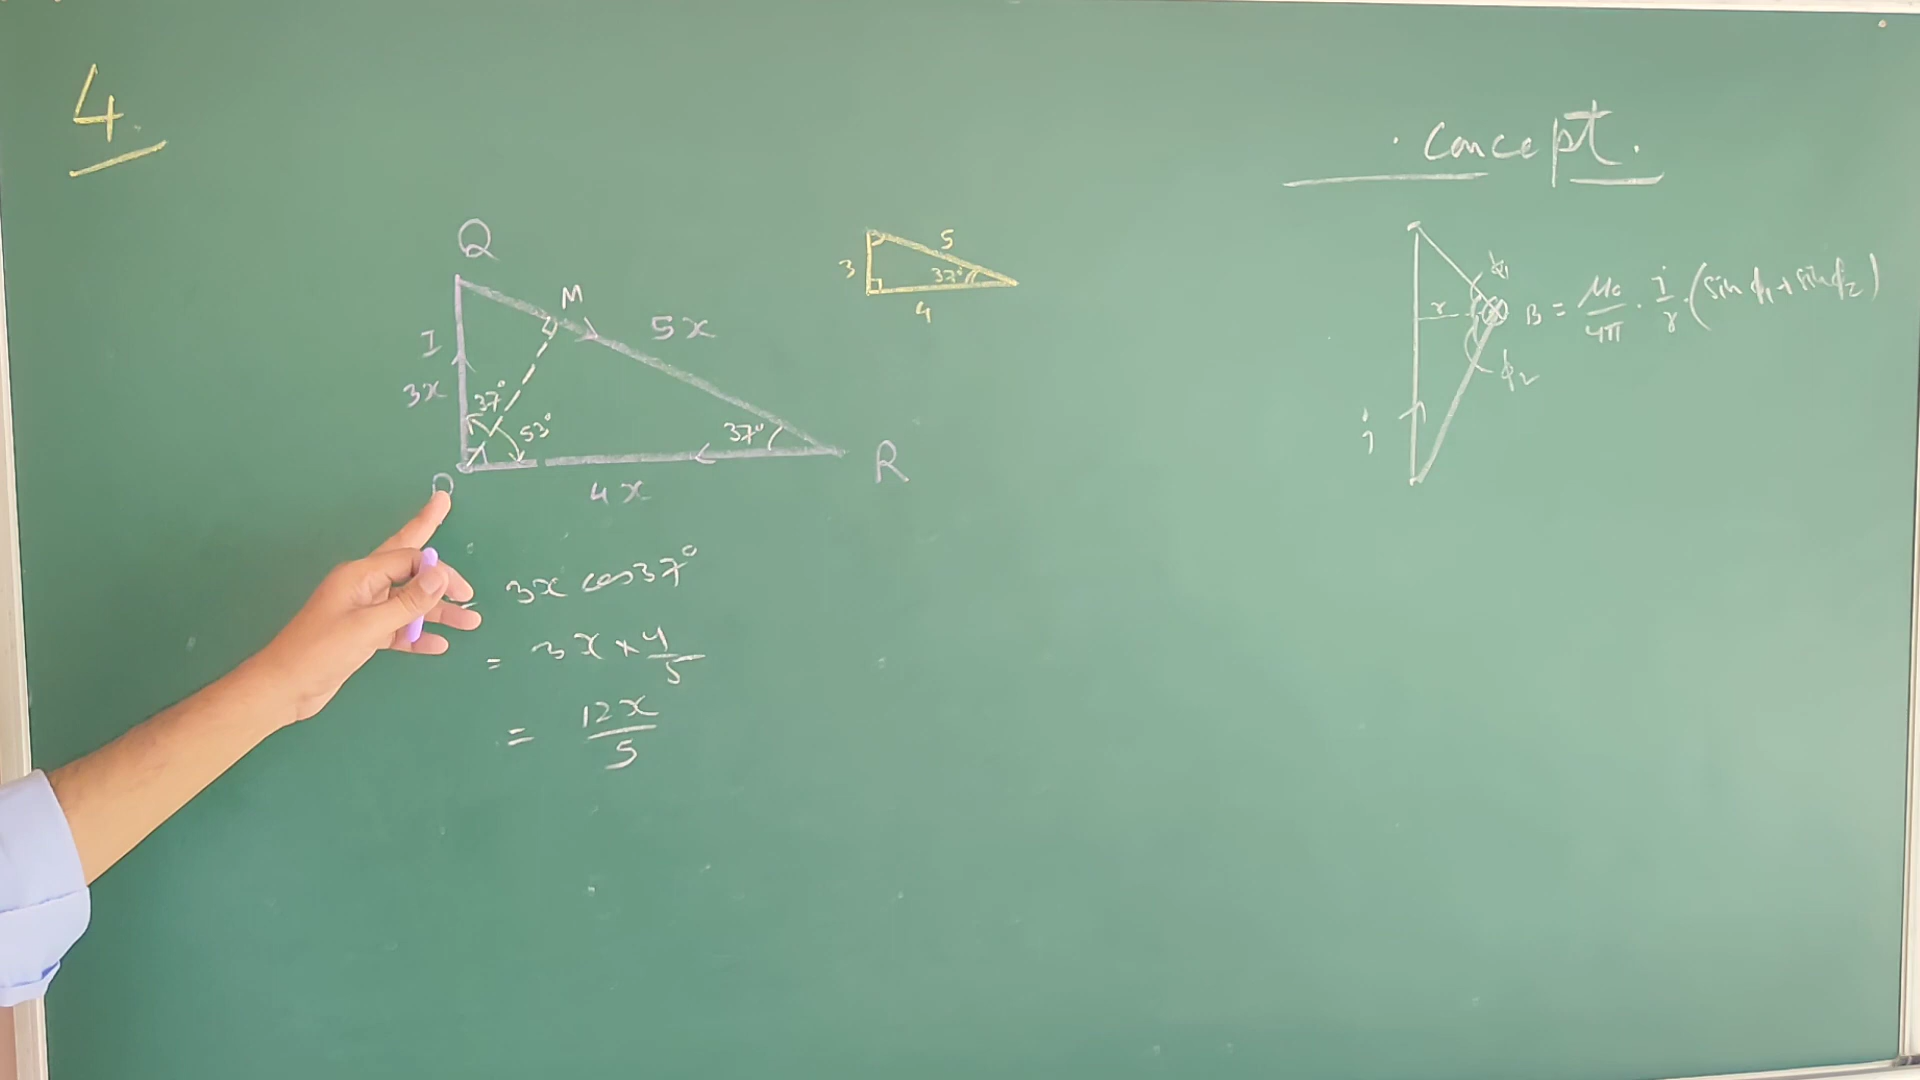 4.
Q
M
I
3x
5x
37°
53°
37°
R
4x
= 3x cos37°
= 3x × 4/5
= 12x/5
3
5
37°
4
. Concept.
i
r
ϕ1
ϕ2
B = μ0/4π . i/r . (sin ϕ1 + sin ϕ2)